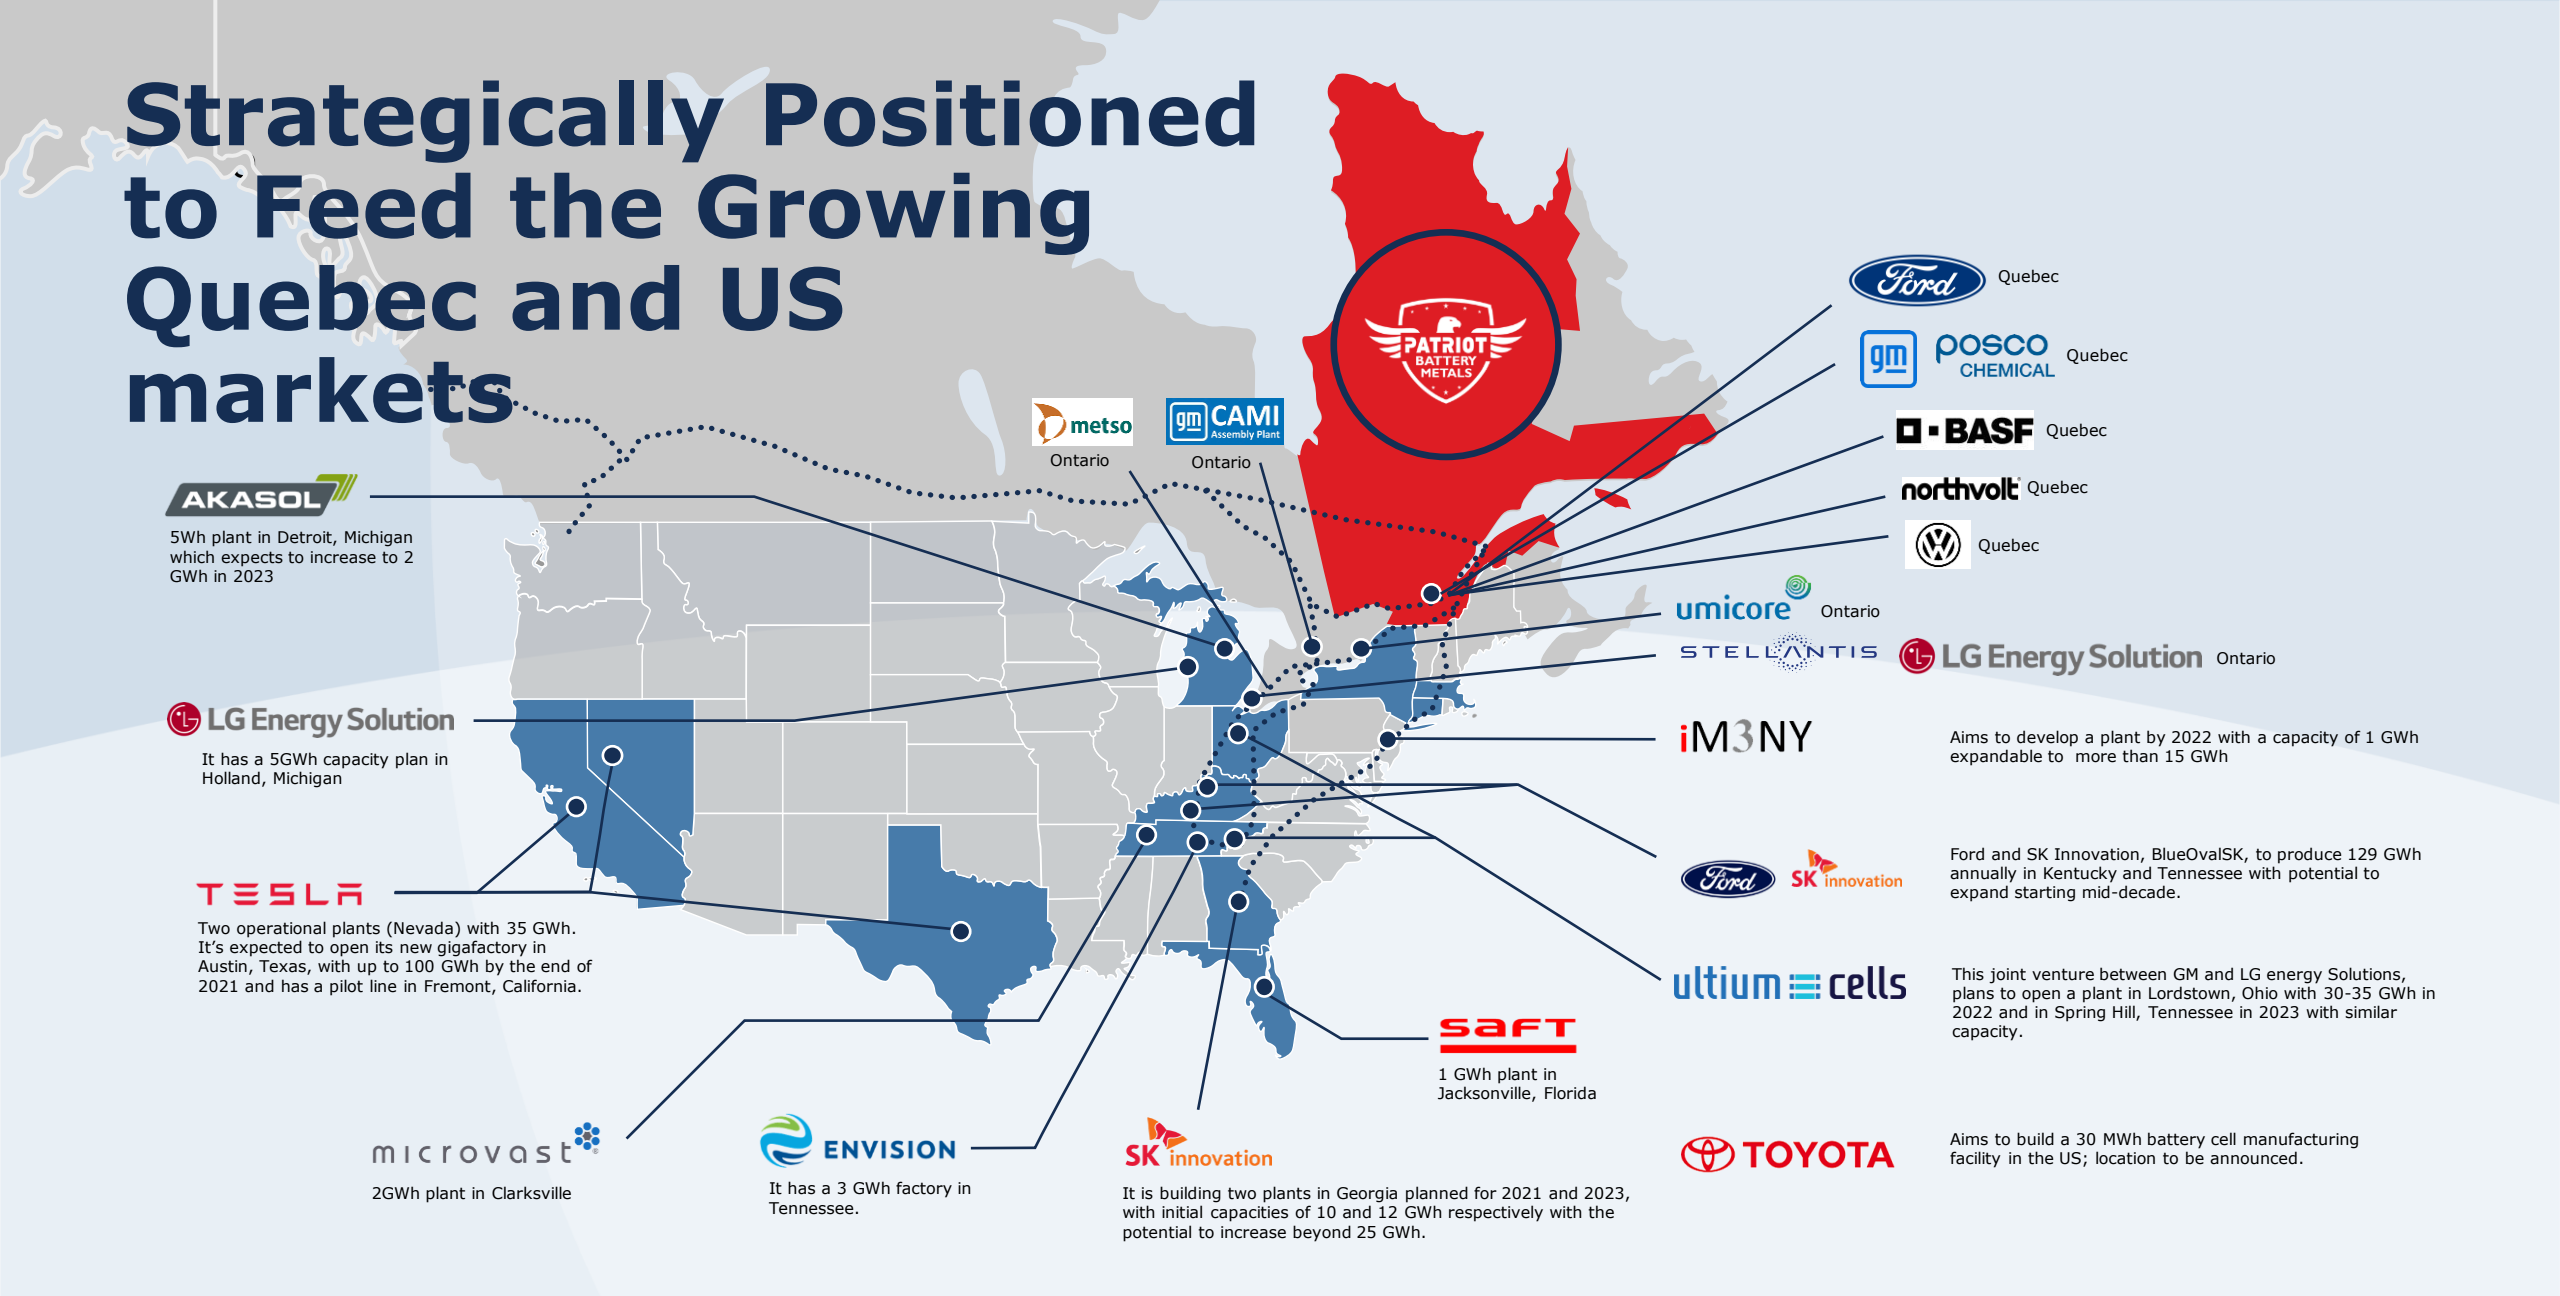 Strategically Positioned
to Feed the Growing
Quebec and US
markets
PATRIOT
BATTERY
METALS
Ford
Quebec
gm
posco
CHEMICAL
Quebec
BASF
Quebec
northvolt
Quebec
Quebec
metso
Ontario
gm
CAMI
Assembly Plant
Ontario
AKASOL
5Wh plant in Detroit, Michigan
which expects to increase to 2
GWh in 2023
umicore
Ontario
STELLANTIS
LG Energy Solution
Ontario
LG Energy Solution
It has a 5GWh capacity plan in
Holland, Michigan
iM3NY
Aims to develop a plant by 2022 with a capacity of 1 GWh
expandable to more than 15 GWh
TESLA
Two operational plants (Nevada) with 35 GWh.
It's expected to open its new gigafactory in
Austin, Texas, with up to 100 GWh by the end of
2021 and has a pilot line in Fremont, California.
Ford
SK innovation
Ford and SK Innovation, BlueOvalSK, to produce 129 GWh
annually in Kentucky and Tennessee with potential to
expand starting mid-decade.
ultium cells
This joint venture between GM and LG energy Solutions,
plans to open a plant in Lordstown, Ohio with 30-35 GWh in
2022 and in Spring Hill, Tennessee in 2023 with similar
capacity.
saft
1 GWh plant in
Jacksonville, Florida
microvast
2GWh plant in Clarksville
ENVISION
It has a 3 GWh factory in
Tennessee.
SK innovation
It is building two plants in Georgia planned for 2021 and 2023,
with initial capacities of 10 and 12 GWh respectively with the
potential to increase beyond 25 GWh.
TOYOTA
Aims to build a 30 MWh battery cell manufacturing
facility in the US; location to be announced.